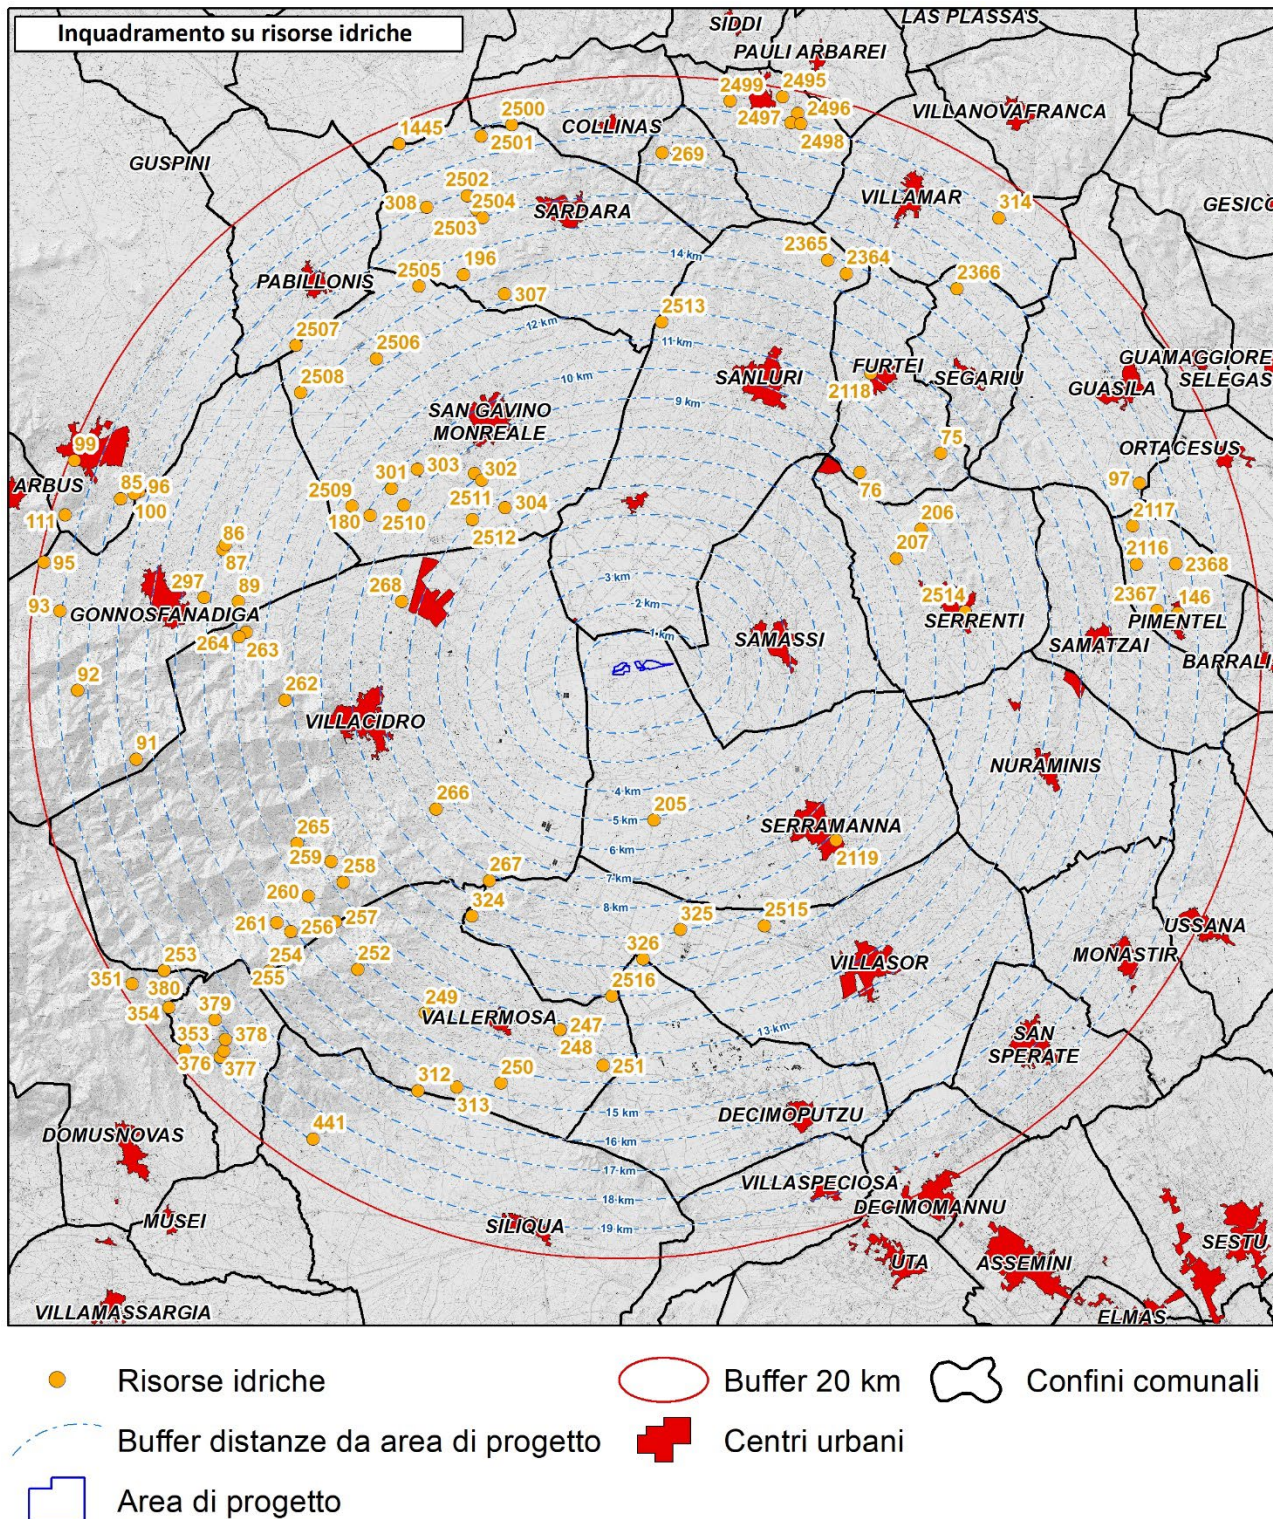 Inquadramento su risorse idriche
SIDDI
LAS PLASSAS
PAULI ARBAREI
2499
2495
2496
2497
2498
VILLANOVAFRANCA
2500
1445
2501
COLLINAS
269
GUSPINI
2502
308
2504
2503
SARDARA
VILLAMAR
314
GESICO
2365
2364
14 km
196
2505
PABILLONIS
307
2366
2513
12 km
11 km
2507
2506
10 km
SANLURI
FURTEI
2118
SEGARIU
GUAMAGGIORE
SELEGAS
GUASILA
2508
9 km
SAN GAVINO
MONREALE
75
ORTACESUS
99
ARBUS
85
96
100
111
301
303
302
2509
180
2510
2511
304
2512
76
97
206
2117
207
86
87
95
2116
2368
297
89
268
3 km
2 km
1 km
93
GONNOSFANADIGA
264
263
SAMASSI
2514
SERRENTI
2367
146
PIMENTEL
SAMATZAI
BARRALI
92
262
VILLACIDRO
91
NURAMINIS
4 km
266
205
5 km
SERRAMANNA
2119
6 km
265
259
258
267
7 km
260
324
8 km
261
256
257
325
2515
USSANA
254
252
326
VILLASOR
MONASTIR
253
255
351
380
2516
379
354
249
VALLERMOSA
247
248
13 km
SAN
SPERATE
353
378
376
377
251
250
312
313
15 km
DECIMOPUTZU
441
16 km
DOMUSNOVAS
17 km
VILLASPECIOSA
18 km
DECIMOMANNU
MUSEI
SILIQUA
19 km
UTA
ASSEMINI
SESTU
VILLAMASSARGIA
ELMAS
Risorse idriche
Buffer 20 km
Confini comunali
Buffer distanze da area di progetto
Centri urbani
Area di progetto